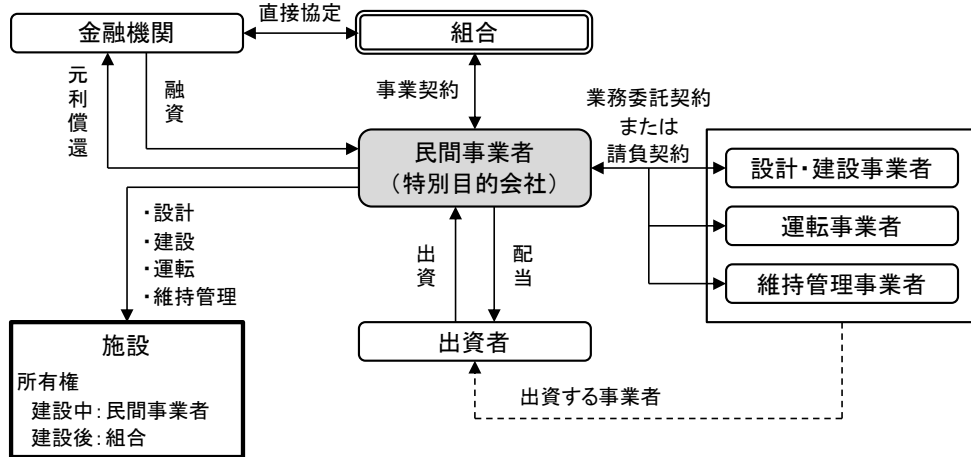 直接協定
金融機関
組合
元利償還
融資
事業契約
業務委託契約
または
請負契約
民間事業者
（特別目的会社）
設計・建設事業者
運転事業者
維持管理事業者
・設計
・建設
・運転
・維持管理
出資
配当
施設
所有権
建設中：民間事業者
建設後：組合
出資者
出資する事業者